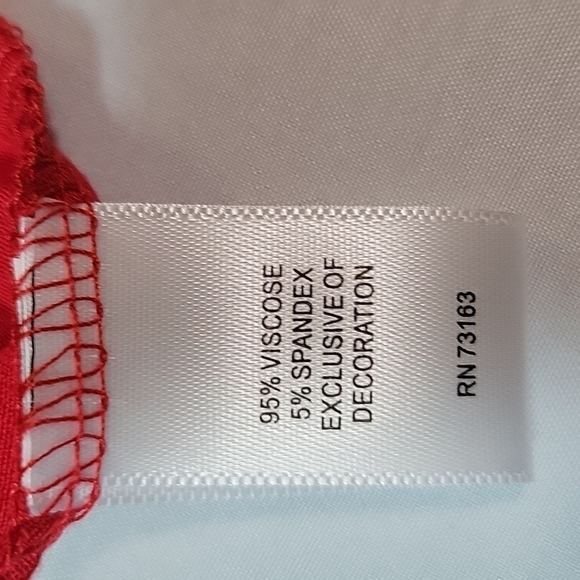 95% VISCOSE
5% SPANDEX
EXCLUSIVE OF
DECORATION
RN 73163